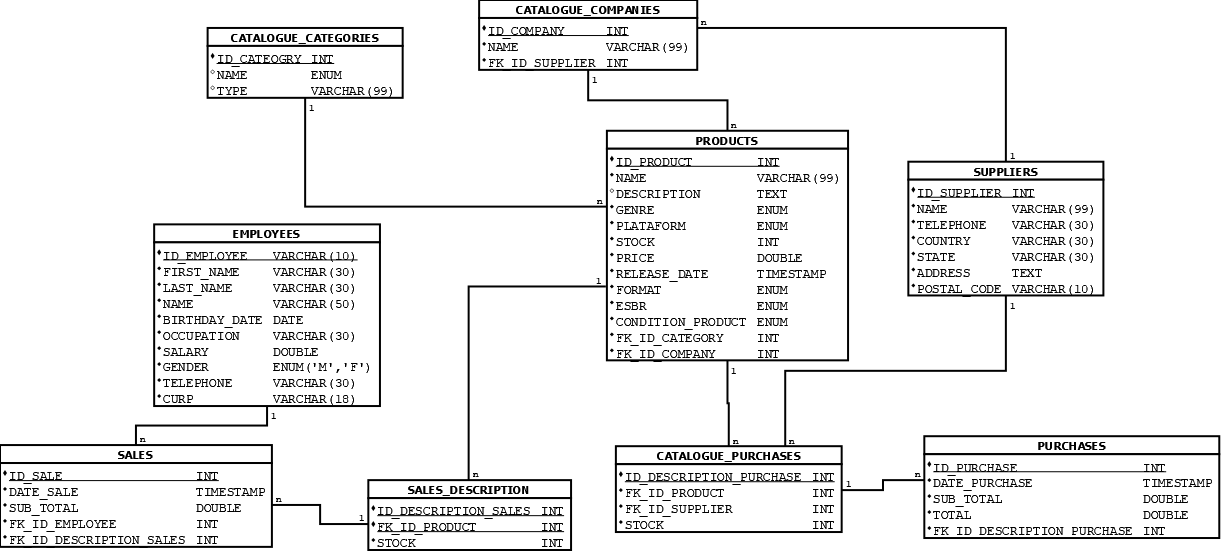 CATALOGUE_COMPANIES
ID_COMPANY INT
NAME VARCHAR(99)
FK_ID_SUPPLIER INT
n
1
CATALOGUE_CATEGORIES
ID_CATEOGRY INT
NAME ENUM
TYPE VARCHAR(99)
1
PRODUCTS
n
ID_PRODUCT INT
NAME VARCHAR(99)
DESCRIPTION TEXT
GENRE ENUM
PLATAFORM ENUM
STOCK INT
PRICE DOUBLE
RELEASE_DATE TIMESTAMP
FORMAT ENUM
ESBR ENUM
CONDITION_PRODUCT ENUM
FK_ID_CATEGORY INT
FK_ID_COMPANY INT
n
1
1
SUPPLIERS
1
ID_SUPPLIER INT
NAME VARCHAR(99)
TELEPHONE VARCHAR(30)
COUNTRY VARCHAR(30)
STATE VARCHAR(30)
ADDRESS TEXT
POSTAL_CODE VARCHAR(10)
1
EMPLOYEES
ID_EMPLOYEE VARCHAR(10)
FIRST_NAME VARCHAR(30)
LAST_NAME VARCHAR(30)
NAME VARCHAR(50)
BIRTHDAY_DATE DATE
OCCUPATION VARCHAR(30)
SALARY DOUBLE
GENDER ENUM('M','F')
TELEPHONE VARCHAR(30)
CURP VARCHAR(18)
1
n
SALES
ID_SALE INT
DATE_SALE TIMESTAMP
SUB_TOTAL DOUBLE
FK_ID_EMPLOYEE INT
FK_ID_DESCRIPTION_SALES INT
n
1
n
SALES_DESCRIPTION
ID_DESCRIPTION_SALES INT
FK_ID_PRODUCT INT
STOCK INT
n
n
CATALOGUE_PURCHASES
ID_DESCRIPTION_PURCHASE INT
FK_ID_PRODUCT INT
FK_ID_SUPPLIER INT
STOCK INT
1
n
PURCHASES
ID_PURCHASE INT
DATE_PURCHASE TIMESTAMP
SUB_TOTAL DOUBLE
TOTAL DOUBLE
FK_ID_DESCRIPTION_PURCHASE INT